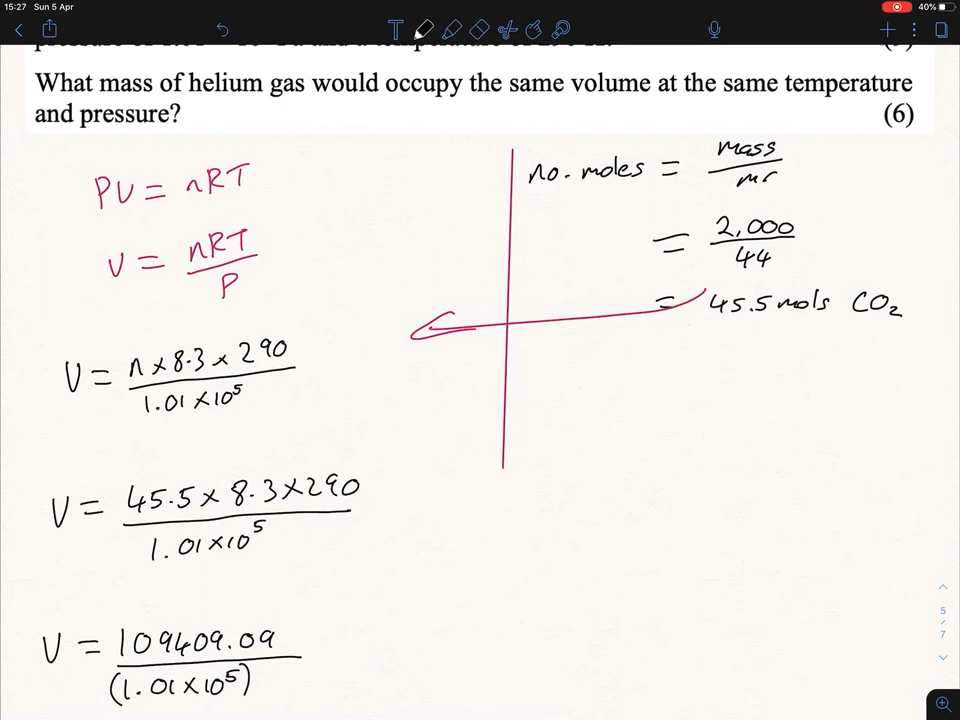 15:27 Sun 5 Apr
40%
What mass of helium gas would occupy the same volume at the same temperature
and pressure? (6)
PV = nRT
V = nRT / P
V = n × 8.3 × 290 / 1.01 × 10⁵
V = 45.5 × 8.3 × 290 / 1.01 × 10⁵
V = 109409.09 / (1.01 × 10⁵)
no. moles = mass / mr
= 2,000 / 44
= 45.5 mols CO₂
5
/
7